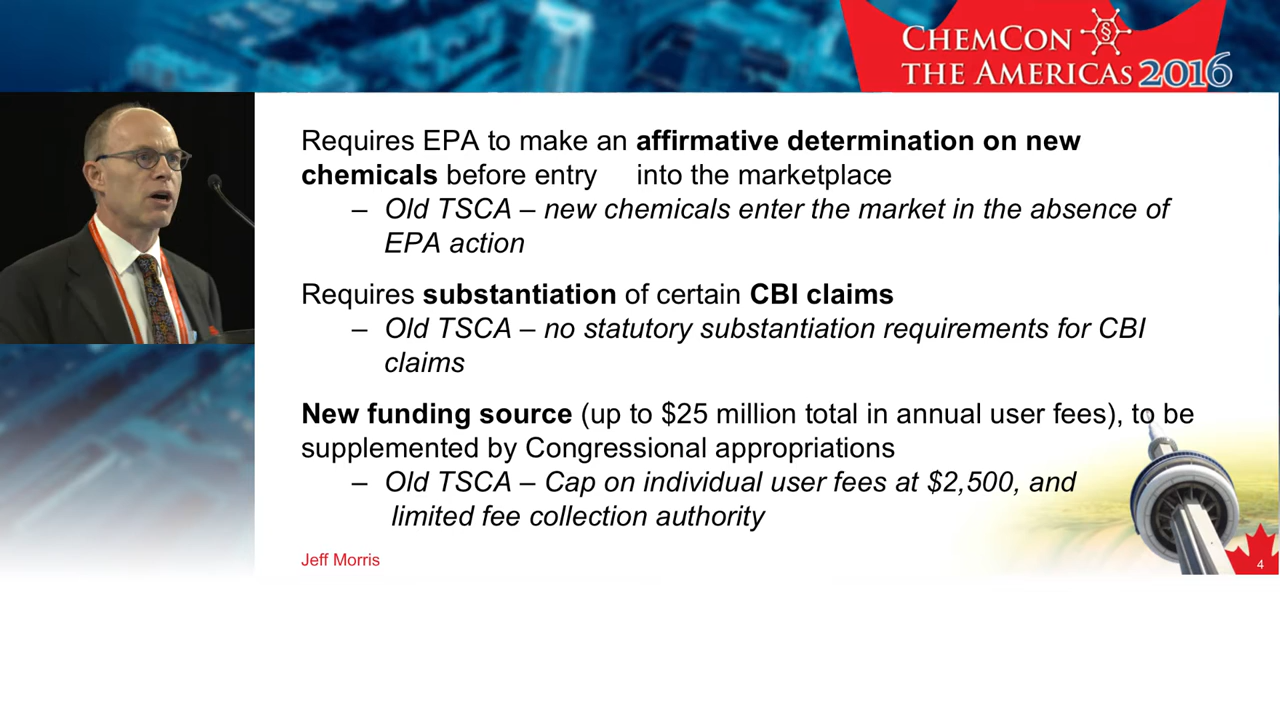 CHEMCON §
THE AMERICAS 2016
Requires EPA to make an affirmative determination on new
chemicals before entry into the marketplace
– Old TSCA – new chemicals enter the market in the absence of
EPA action
Requires substantiation of certain CBI claims
– Old TSCA – no statutory substantiation requirements for CBI
claims
New funding source (up to $25 million total in annual user fees), to be
supplemented by Congressional appropriations
– Old TSCA – Cap on individual user fees at $2,500, and
limited fee collection authority
Jeff Morris
4